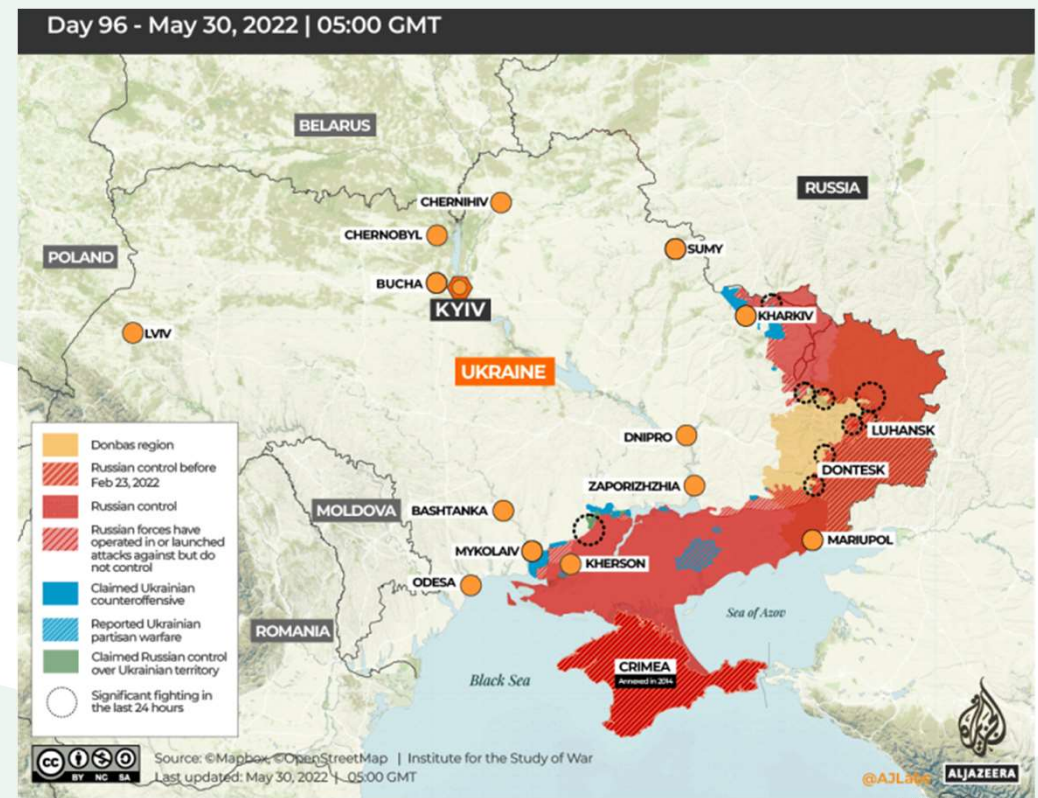 Day 96 - May 30, 2022 | 05:00 GMT
BELARUS
RUSSIA
CHERNIHIV
CHERNOBYL
SUMY
POLAND
BUCHA
KYIV
KHARKIV
LVIV
UKRAINE
DNIPRO
LUHANSK
DONTESK
ZAPORIZHZHIA
MOLDOVA
BASHTANKA
MARIUPOL
MYKOLAIV
KHERSON
ODESA
Sea of Azov
ROMANIA
Black Sea
CRIMEA
Annexed in 2014
Donbas region
Russian control before
Feb 23, 2022
Russian control
Russian forces have
operated in or launched
attacks against but do
not control
Claimed Ukrainian
counteroffensive
Reported Ukrainian
partisan warfare
Claimed Russian control
over Ukrainian territory
Significant fighting in
the last 24 hours
cc
BY NC SA
Source: ©Mapbox, ©OpenStreetMap | Institute for the Study of War
Last updated: May 30, 2022 | 05:00 GMT
@AJLabs
ALJAZEERA